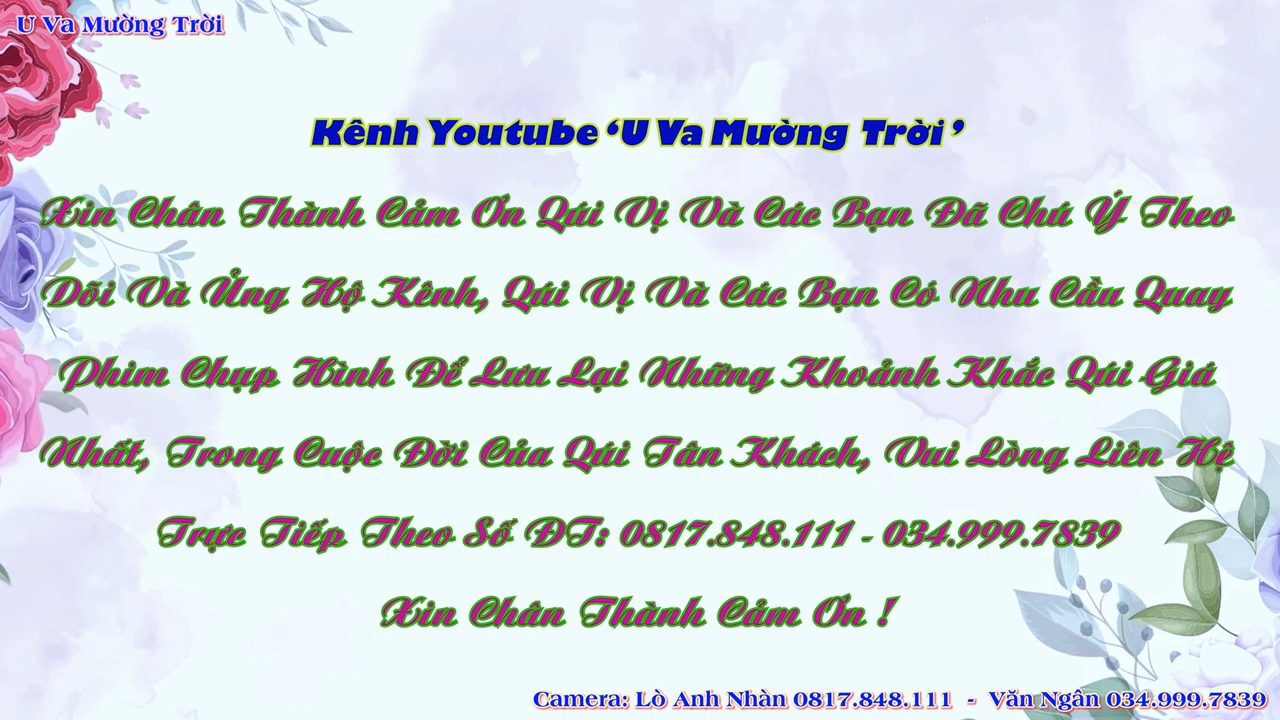 U Va Mường Trời
Kênh Youtube ‘U Va Mường Trời’
Xin Chân Thành Cảm Ơn Qúi Vị Và Các Bạn Đã Chú Ý Theo
Dõi Và Ủng Hộ Kênh, Qúi Vị Và Các Bạn Có Nhu Cầu Quay
Phim Chụp Hình Để Lưu Lại Những Khoảnh Khắc Qúi Giá
Nhất, Trong Cuộc Đời Của Qúi Tân Khách, Vui Lòng Liên Hệ
Trực Tiếp Theo Số ĐT: 0817.848.111 - 034.999.7839
Xin Chân Thành Cảm Ơn !
Camera: Lò Anh Nhàn 0817.848.111 - Văn Ngân 034.999.7839